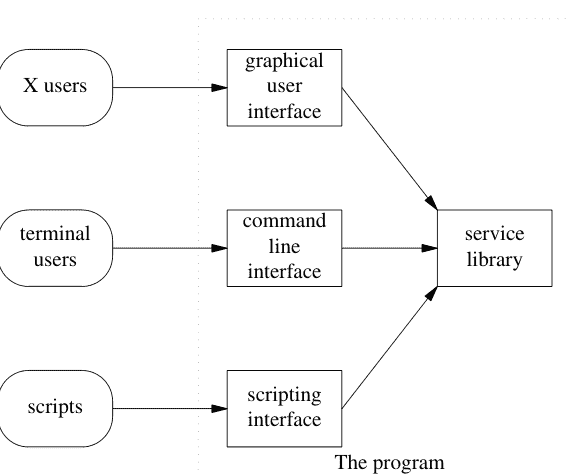 X users
graphical
user
interface
terminal
users
command
line
interface
service
library
scripts
scripting
interface
The program